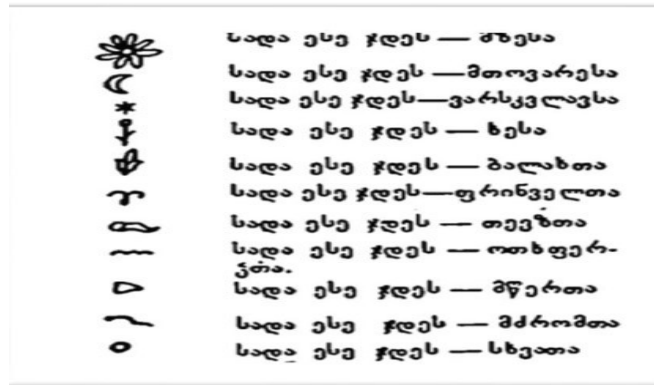 სადა ესე ჯდეს — მზესა
სადა ესე ჯდეს —მთოვარესა
სადა ესე ჯდეს—ვარსკვლავსა
სადა ესე ჯდეს — ხესა
სადა ესე ჯდეს — ბალახთა
სადა ესე ჯდეს—ფრინველთა
სადა ესე ჯდეს — თევზთა
სადა ესე ჯდეს — ოთხფერ-
ჴთა.
სადა ესე ჯდეს — მწერთა
სადა ესე ჯდეს — მძრომთა
სადა ესე ჯდეს — სხვათა